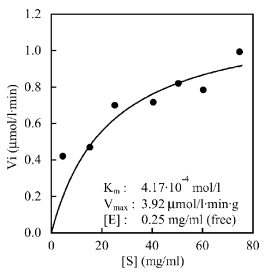 1.2
1.0
0.8
0.6
0.4
0.2
0.0
Vi (μmol/l·min)
K m : 4.17·10 -4 mol/l
V max : 3.92 μmol/l·min·g
[E] : 0.25 mg/ml (free)
0 20 40 60 80
[S] (mg/ml)